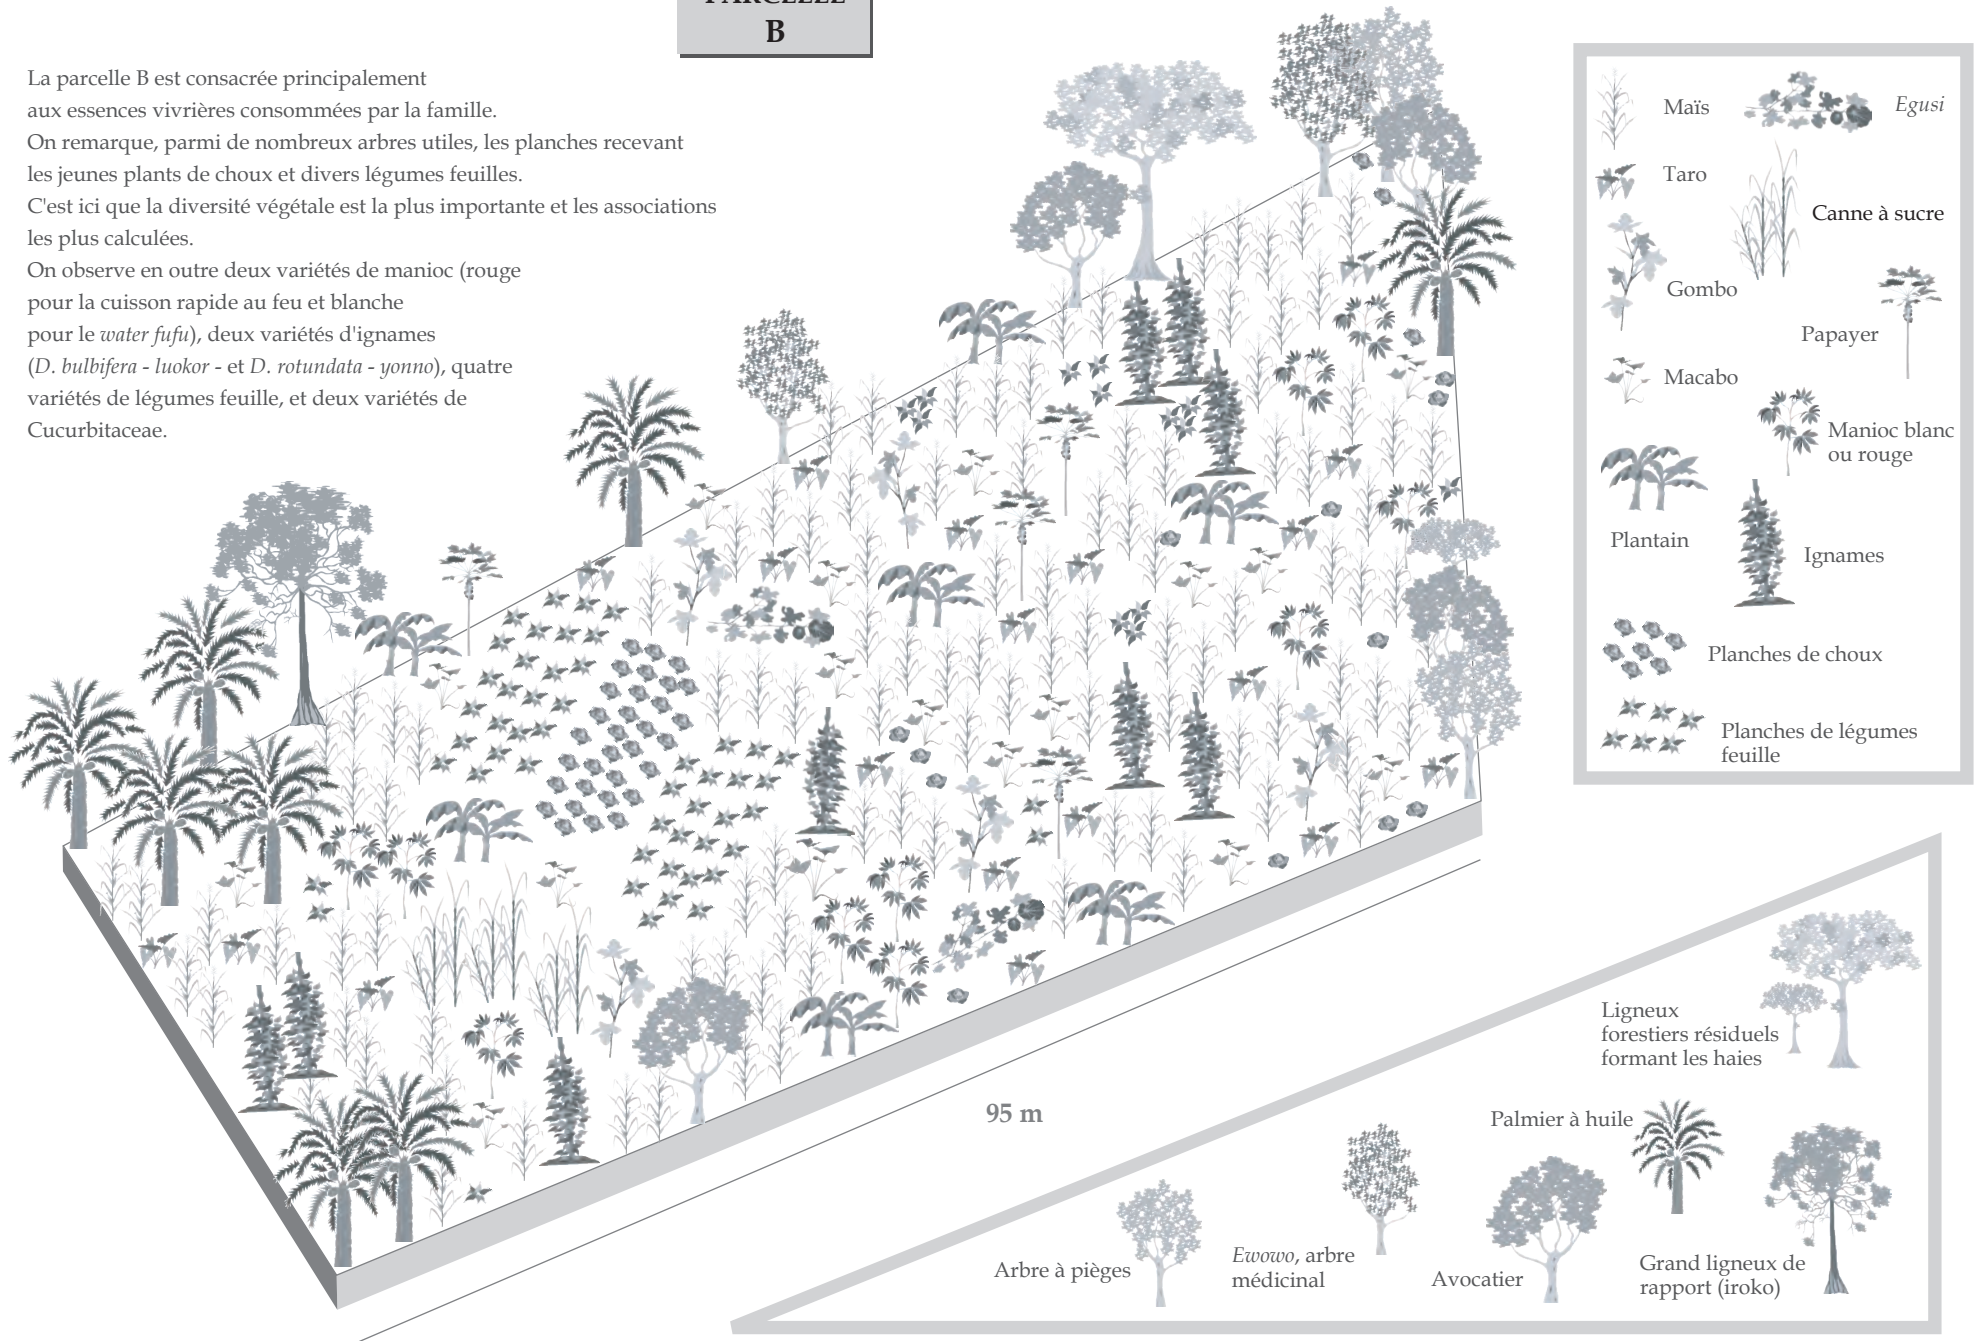 PARCELLE
B
La parcelle B est consacrée principalement
aux essences vivrières consommées par la famille.
On remarque, parmi de nombreux arbres utiles, les planches recevant
les jeunes plants de choux et divers légumes feuilles.
C'est ici que la diversité végétale est la plus importante et les associations
les plus calculées.
On observe en outre deux variétés de manioc (rouge
pour la cuisson rapide au feu et blanche
pour le water fufu), deux variétés d'ignames
(D. bulbifera - luokor - et D. rotundata - yonno), quatre
variétés de légumes feuille, et deux variétés de
Cucurbitaceae.
Maïs
Egusi
Taro
Canne à sucre
Gombo
Papayer
Macabo
Manioc blanc
ou rouge
Plantain
Ignames
Planches de choux
Planches de légumes
feuille
95 m
Ligneux
forestiers résiduels
formant les haies
Palmier à huile
Arbre à pièges
Ewowo, arbre
médicinal
Avocatier
Grand ligneux de
rapport (iroko)